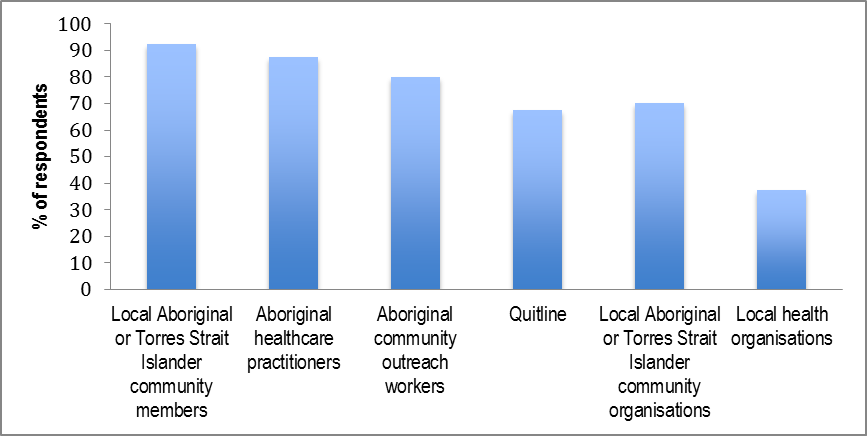 % of respondents
100
90
80
70
60
50
40
30
20
10
0
Local Aboriginal
or Torres Strait
Islander
community
members
Aboriginal
healthcare
practitioners
Aboriginal
community
outreach
workers
Quitline
Local Aboriginal
or Torres Strait
Islander
community
organisations
Local health
organisations